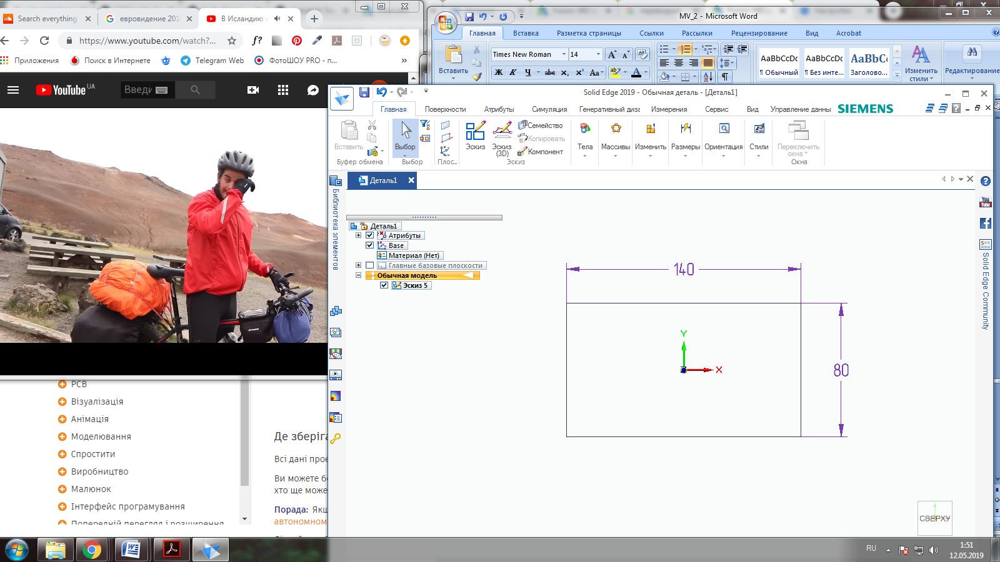 Search everything
евровидение 201
В Исландию н
https://www.youtube.com/watch?...
f?
Приложения
Поиск в Интернете
Telegram Web
ФотоШОУ PRO - п...
»
YouTube UA
Введи
РСВ
Візуалізація
Анімація
Моделювання
Спростити
Виробництво
Малюнок
Інтерфейс програмування
Попередній перегляд і розширення
Де зберіга
Всі дані прое
Ви можете б
хто ще може
Порада: Якщ
автономном
MV_2 - Microsoft Word
Главная
Вставка
Разметка страницы
Ссылки
Рассылки
Рецензирование
Вид
Acrobat
Вставить
Times New Roman
14
Ж К Ч abc x₂ x² Aa
AaBbCcDc
AaBbCcDc
AaBbCc
¶ Обычный
¶ Без инте...
Заголово...
Изменить
стили
Редактирование
Solid Edge 2019 - Обычная деталь - [Деталь1]
Главная
Поверхности
Атрибуты
Симуляция
Генеративный диза
Измерения
Сервис
Вид
Управление данны
SIEMENS
Вставить
Буфер обмена
Выбор
Выбор
Плос...
Эскиз
Эскиз
(3D)
Семейство
Копировать
Компонент
Эскиз
Тела
Массивы
Изменить
Размеры
Ориентация
Стили
Переключить
окна
Окна
Деталь1
Библиотека элементов
Деталь1
Атрибуты
Base
Материал (Нет)
Главные базовые плоскости
Обычная модель
Эскиз 5
140
80
Y
X
СВЕРХУ
You
Tube
Solid Edge Community
RU
1:51
12.05.2019